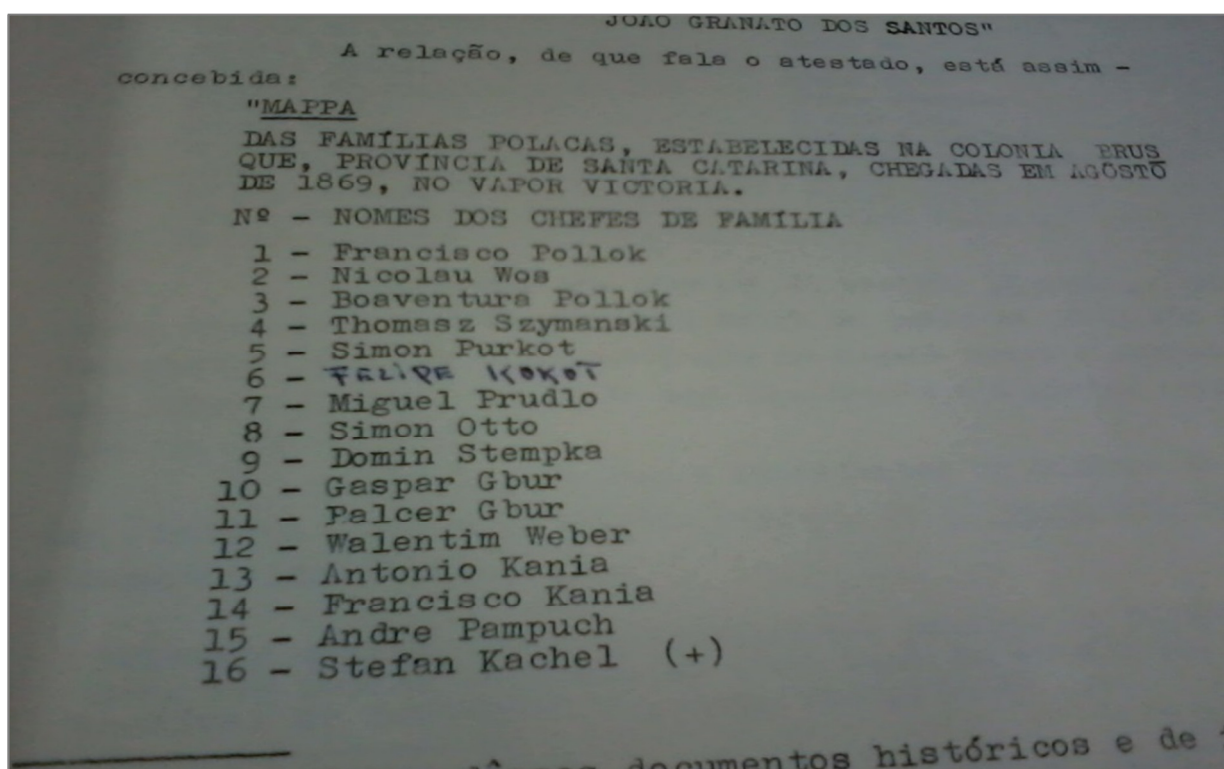 JOÃO GRANATO DOS SANTOS"
A relação, de que fala o atestado, está assim -
concebida:
"MAPPA
DAS FAMÍLIAS POLACAS, ESTABELECIDAS NA COLONIA BRUS
QUE, PROVÍNCIA DE SANTA CATARINA, CHEGADAS EM AGÔSTO
DE 1869, NO VAPOR VICTORIA.
Nº - NOMES DOS CHEFES DE FAMÍLIA
1 - Francisco Pollok
2 - Nicolau Wos
3 - Boaventura Pollok
4 - Thomasz Szymanski
5 - Simon Purkot
6 - FELIPE KOKOT
7 - Miguel Prudlo
8 - Simon Otto
9 - Domin Stempka
10 - Gaspar Gbur
11 - Balcer Gbur
12 - Walentim Weber
13 - Antonio Kania
14 - Francisco Kania
15 - Andre Pampuch
16 - Stefan Kachel (+)
documentos históricos e de